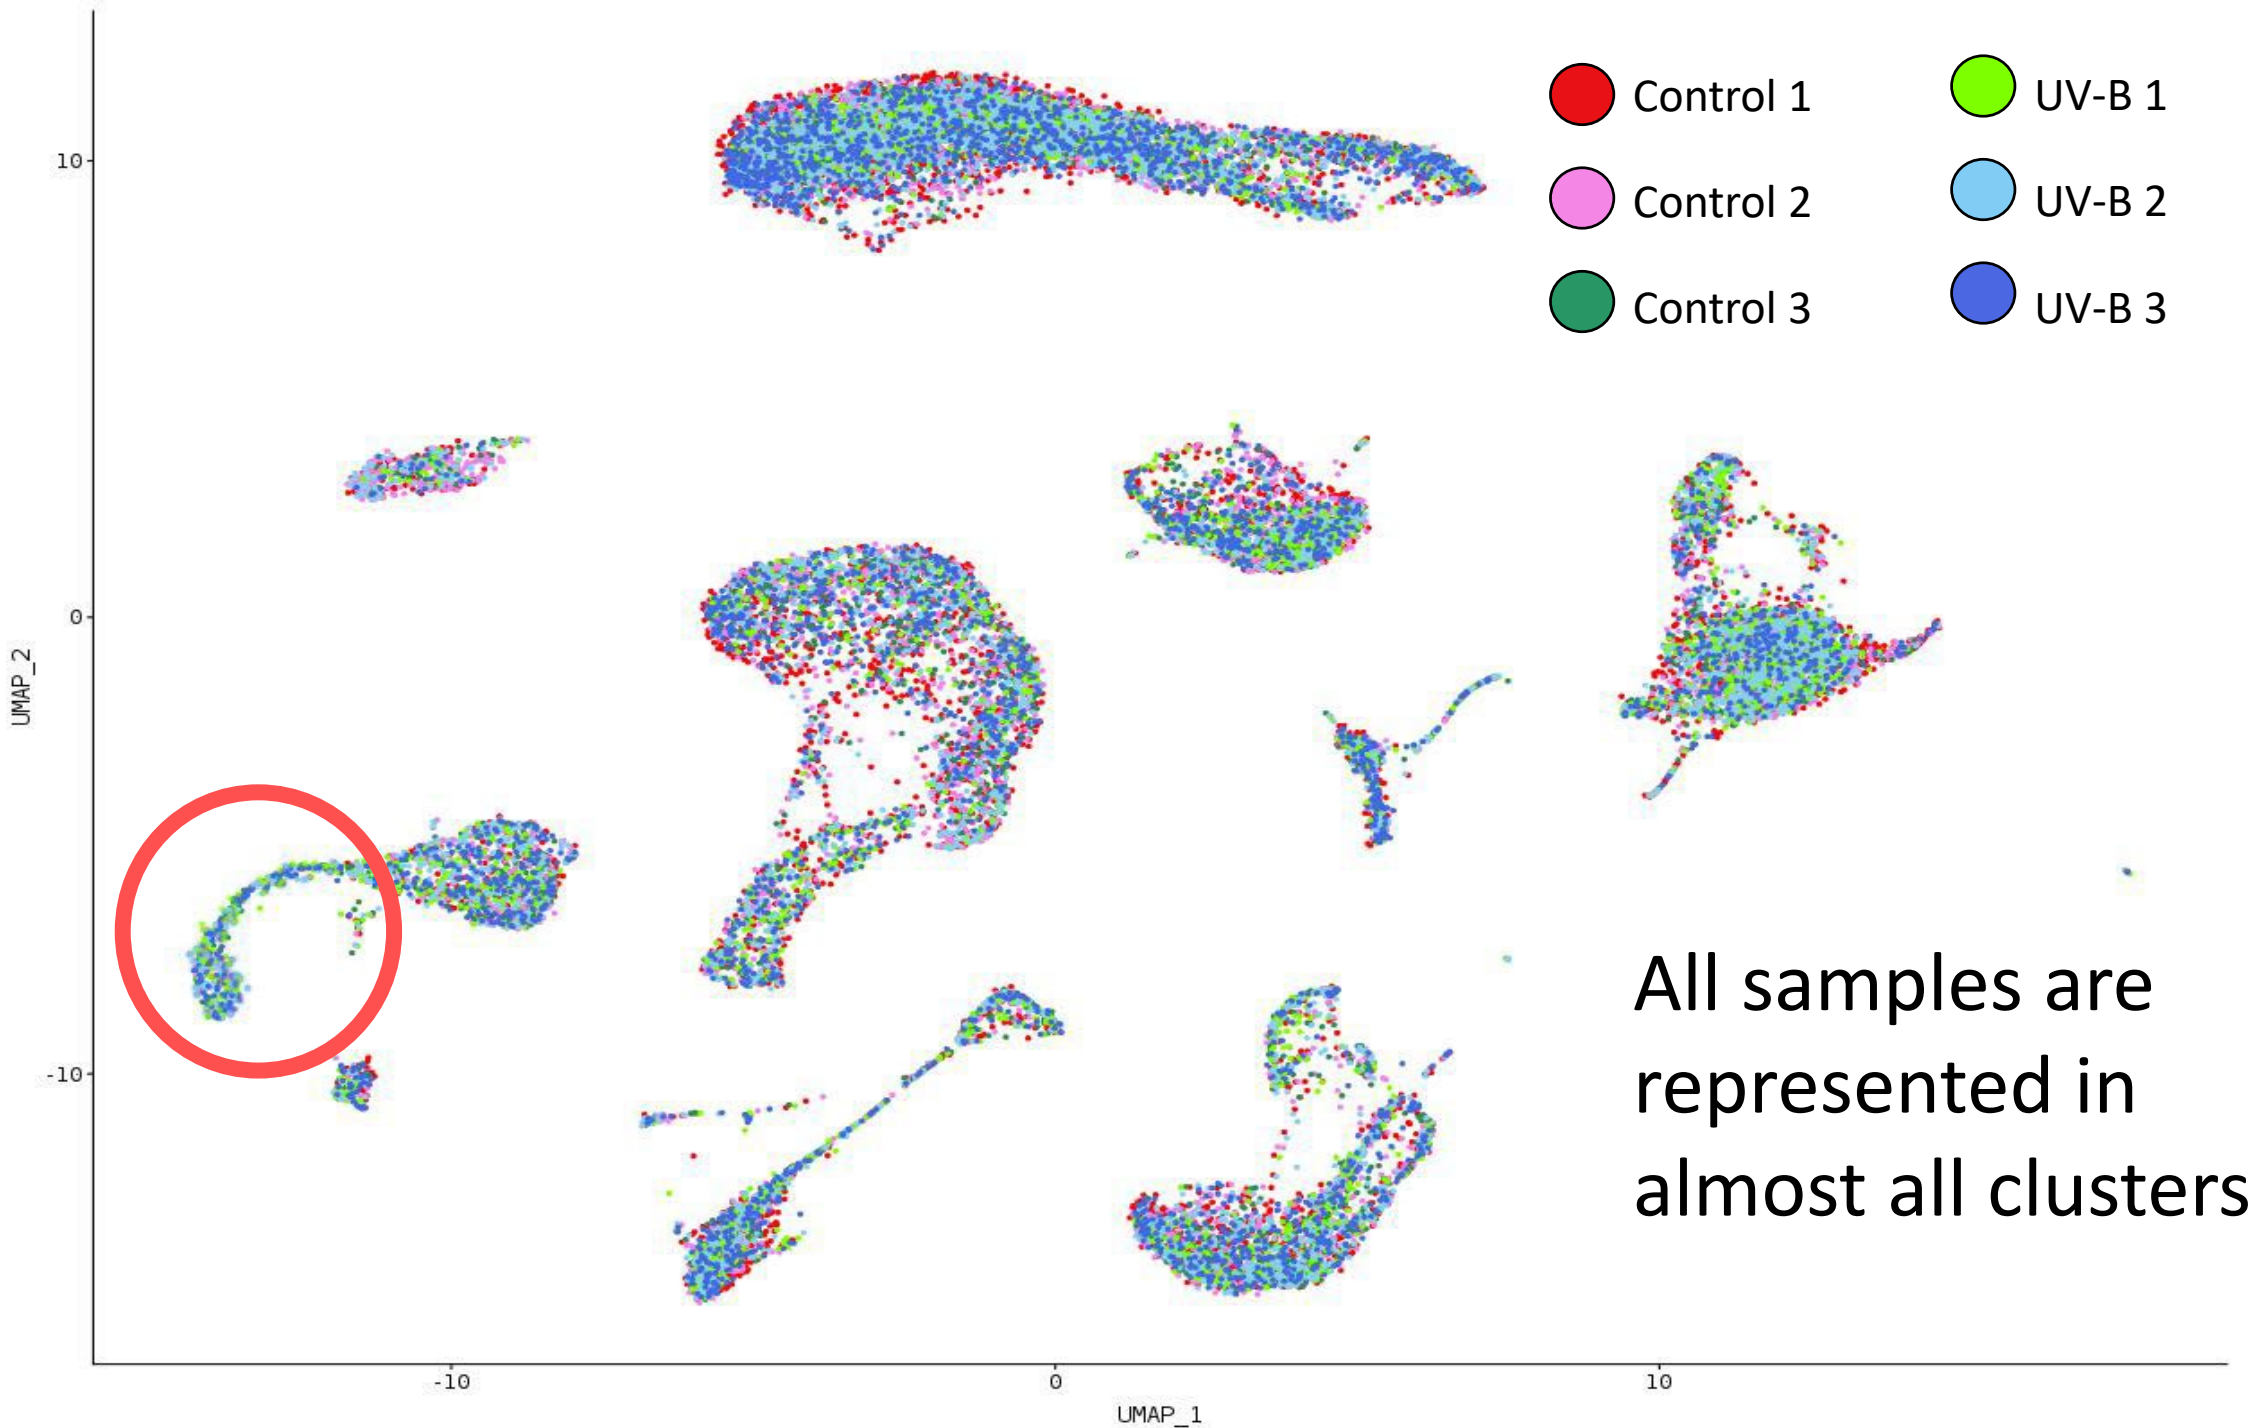 Control 1
UV-B 1
Control 2
UV-B 2
Control 3
UV-B 3
10
0
-10
UMAP_2
All samples are
represented in
almost all clusters
-10
0
10
UMAP_1